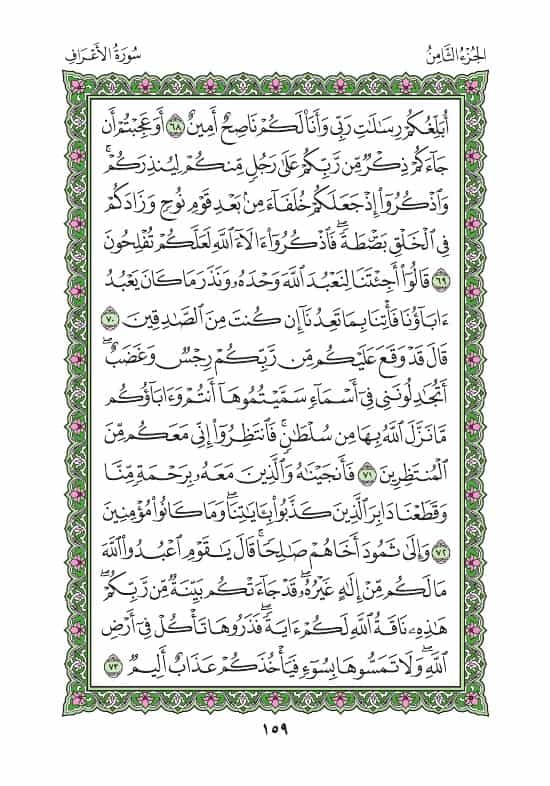 الجُزْءُ الثَّامِنُ
سُورَةُ الأَعْرَافِ
أُبَلِّغُكُمْ رِسَٰلَٰتِ رَبِّى وَأَنَا۠ لَكُمْ نَاصِحٌ أَمِينٌ ٦٨ أَوَعَجِبْتُمْ أَن
جَآءَكُمْ ذِكْرٌ مِّن رَّبِّكُمْ عَلَىٰ رَجُلٍ مِّنكُمْ لِيُنذِرَكُمْ ۚ
وَٱذْكُرُوٓا۟ إِذْ جَعَلَكُمْ خُلَفَآءَ مِنۢ بَعْدِ قَوْمِ نُوحٍ وَزَادَكُمْ
فِى ٱلْخَلْقِ بَصْۜطَةً ۖ فَٱذْكُرُوٓا۟ ءَالَآءَ ٱللَّهِ لَعَلَّكُمْ تُفْلِحُونَ
٦٩ قَالُوٓا۟ أَجِئْتَنَا لِنَعْبُدَ ٱللَّهَ وَحْدَهُۥ وَنَذَرَ مَا كَانَ يَعْبُدُ
ءَابَآؤُنَا فَأْتِنَا بِمَا تَعِدُنَآ إِن كُنتَ مِنَ ٱلصَّٰدِقِينَ ٧٠
قَالَ قَدْ وَقَعَ عَلَيْكُم مِّن رَّبِّكُمْ رِجْسٌ وَغَضَبٌ ۖ
أَتُجَٰدِلُونَنِى فِىٓ أَسْمَآءٍ سَمَّيْتُمُوهَآ أَنتُمْ وَءَابَآؤُكُم
مَّا نَزَّلَ ٱللَّهُ بِهَا مِن سُلْطَٰنٍ ۚ فَٱنتَظِرُوٓا۟ إِنِّى مَعَكُم مِّنَ
ٱلْمُنتَظِرِينَ ٧١ فَأَنجَيْنَٰهُ وَٱلَّذِينَ مَعَهُۥ بِرَحْمَةٍ مِّنَّا
وَقَطَعْنَا دَابِرَ ٱلَّذِينَ كَذَّبُوا۟ بِـَٔايَٰتِنَا ۖ وَمَا كَانُوا۟ مُؤْمِنِينَ
٧٢ وَإِلَىٰ ثَمُودَ أَخَاهُمْ صَٰلِحًا ۗ قَالَ يَٰقَوْمِ ٱعْبُدُوا۟ ٱللَّهَ
مَا لَكُم مِّنْ إِلَٰهٍ غَيْرُهُۥ ۖ قَدْ جَآءَتْكُم بَيِّنَةٌ مِّن رَّبِّكُمْ ۖ
هَٰذِهِۦ نَاقَةُ ٱللَّهِ لَكُمْ ءَايَةً ۖ فَذَرُوهَا تَأْكُلْ فِىٓ أَرْضِ
ٱللَّهِ ۖ وَلَا تَمَسُّوهَا بِسُوٓءٍ فَيَأْخُذَكُمْ عَذَابٌ أَلِيمٌ ٧٣
١٥٩